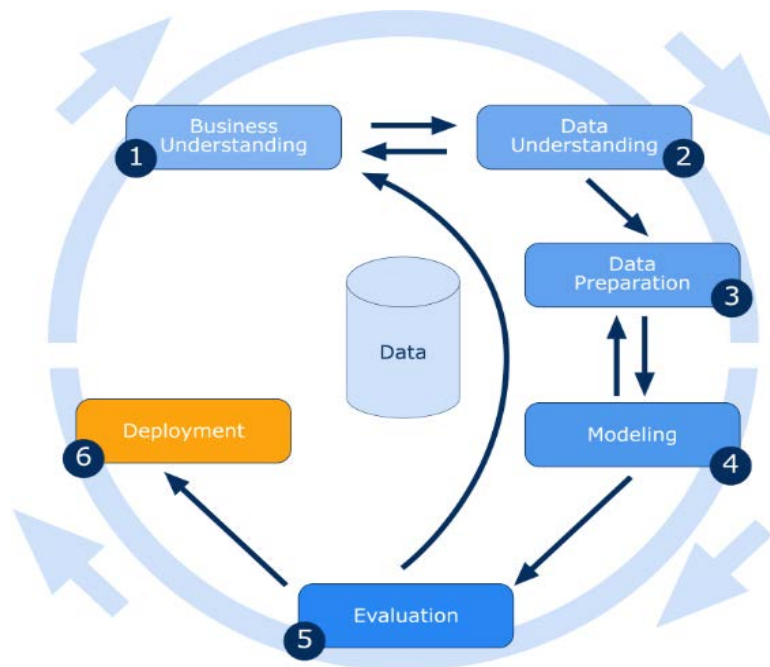 Business
Understanding
1
Data
Understanding
2
Data
Preparation
3
Data
Deployment
6
Modeling
4
Evaluation
5